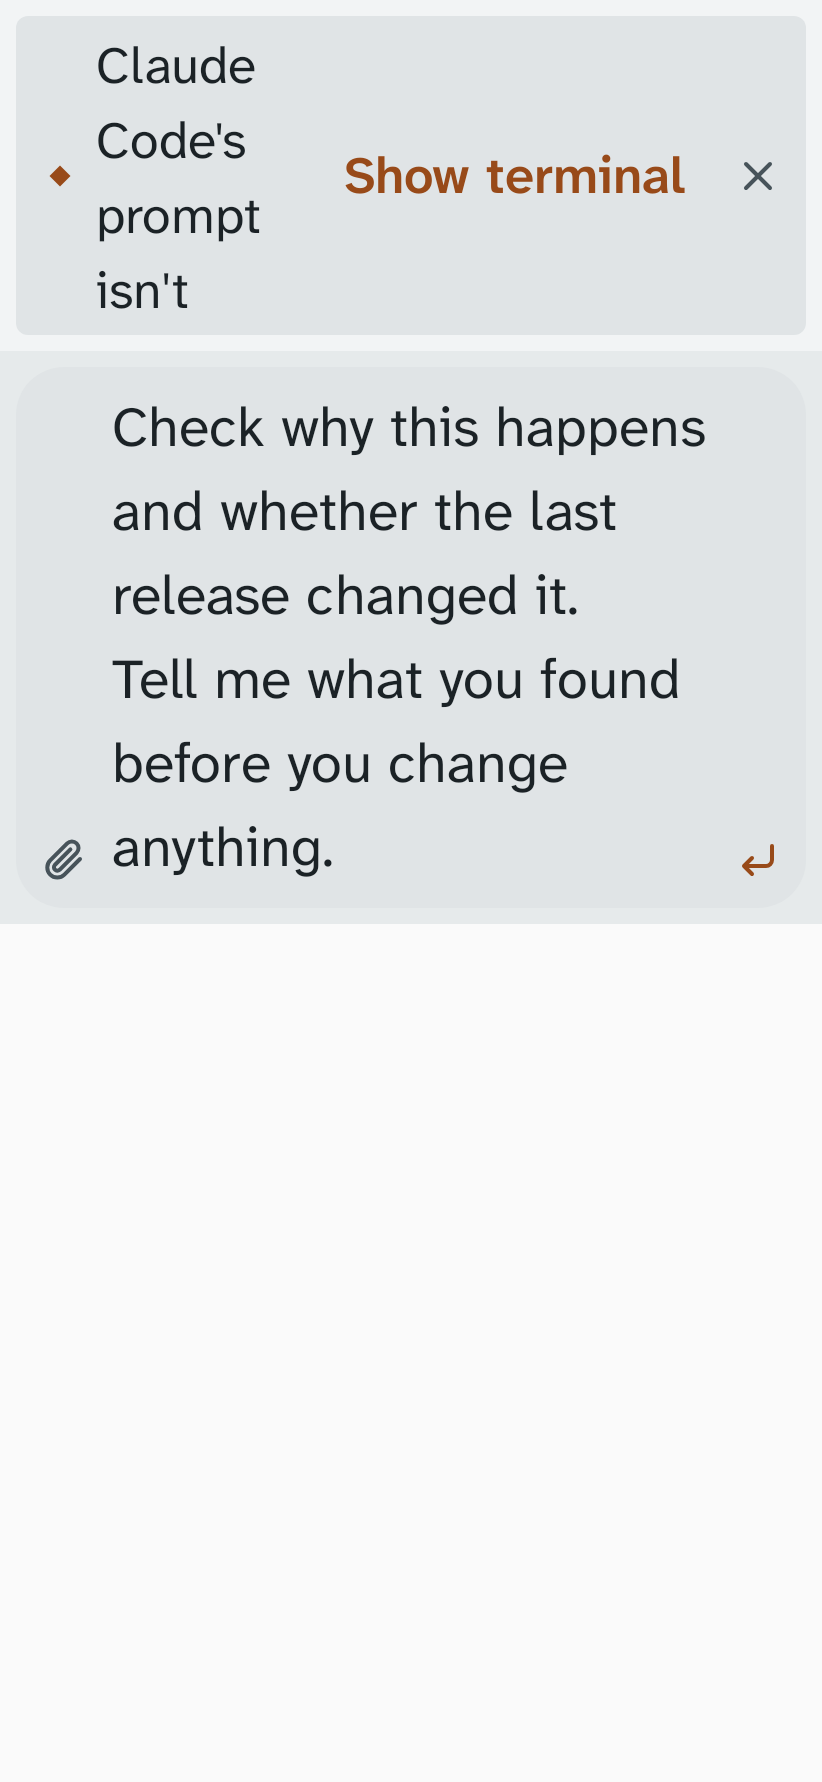 Claude
Code's
prompt
isn't
Show terminal
Check why this happens
and whether the last
release changed it.
Tell me what you found
before you change
anything.